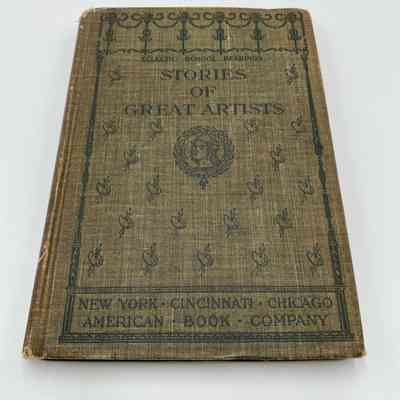 ECLECTIC SCHOOL READINGS
STORIES
OF
GREAT ARTISTS
NEW YORK · CINCINNATI · CHICAGO
AMERICAN · BOOK · COMPANY